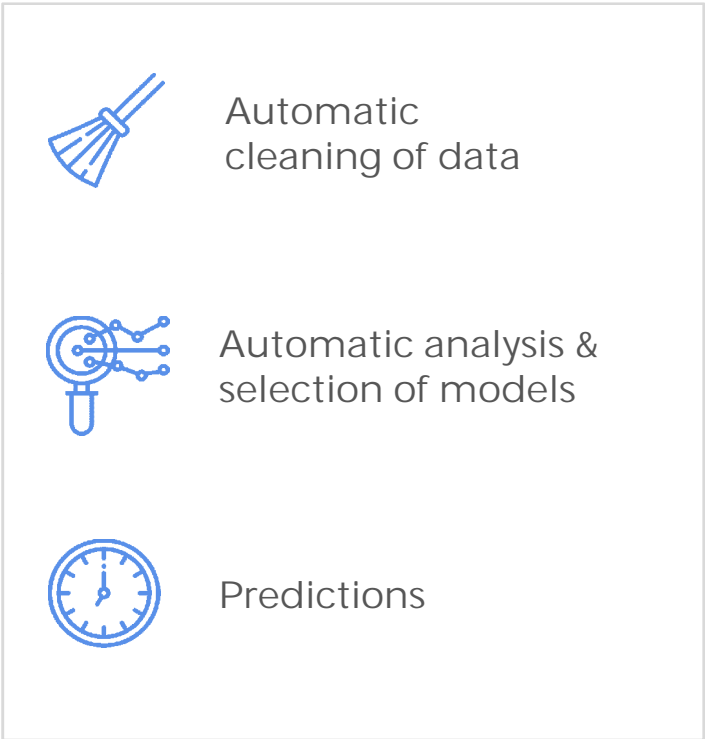 Automatic
cleaning of data
Automatic analysis &
selection of models
Predictions